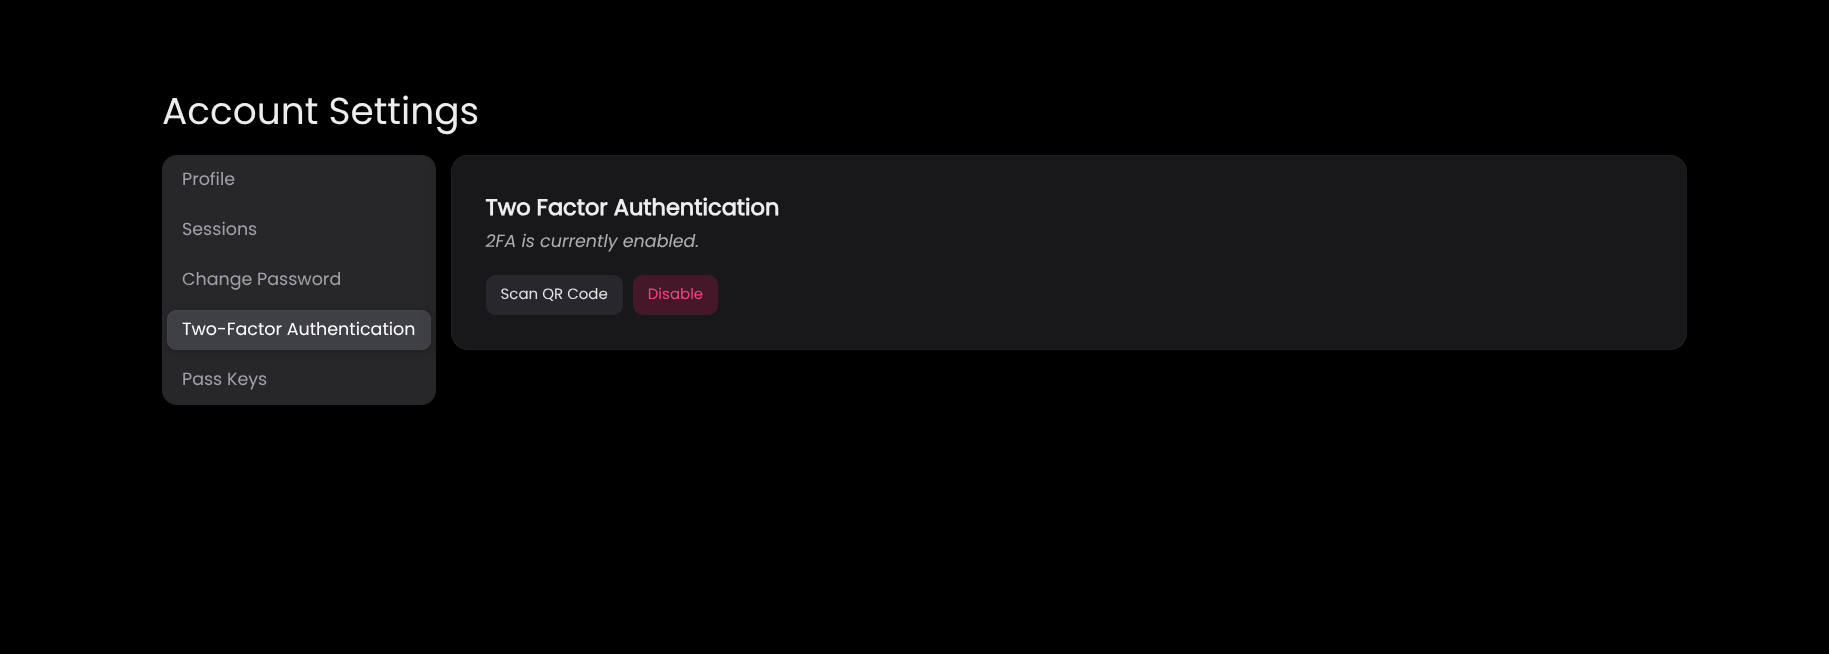 Account Settings
Profile
Sessions
Change Password
Two-Factor Authentication
Pass Keys
Two Factor Authentication
2FA is currently enabled.
Scan QR Code
Disable